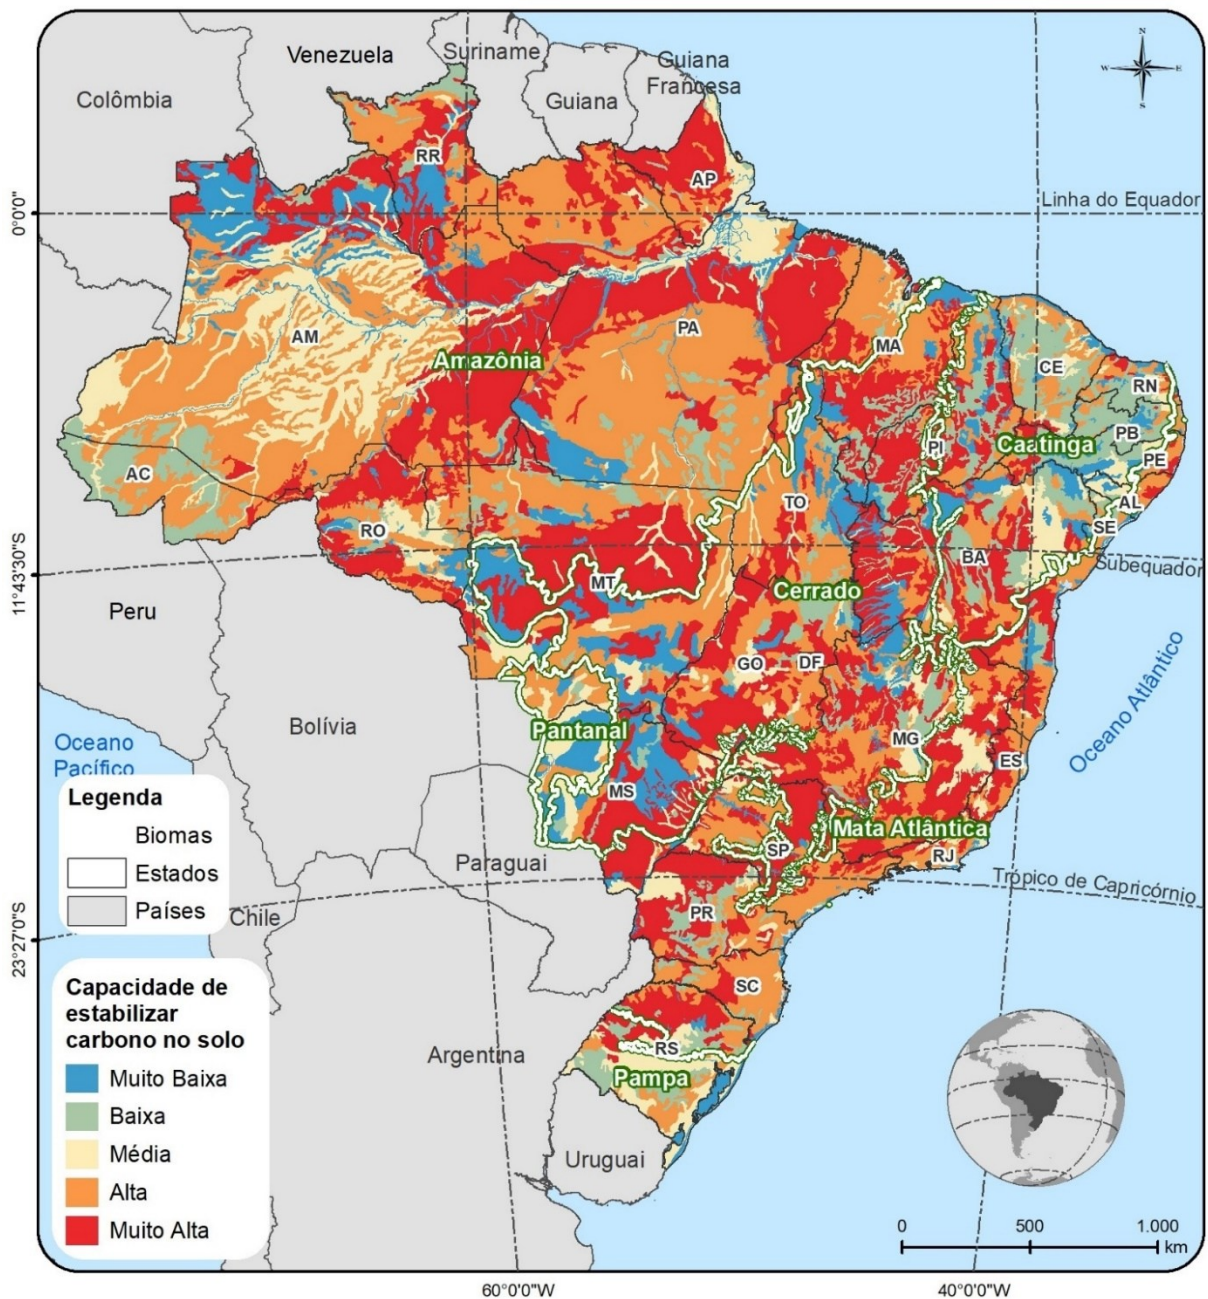 N
W
E
S
Venezuela
Suriname
Guiana
Francesa
Colômbia
Guiana
RR
AP
Linha do Equador
0°0'0"
AM
PA
MA
Amazônia
CE
RN
PI
Caatinga
PB
PE
AC
TO
AL
RO
SE
BA
Subequador
11°43'30"S
MT
Cerrado
Peru
GO
DF
Oceano Atlântico
Bolívia
Pantanal
MG
ES
Oceano
Pacífico
MS
Mata Atlântica
SP
RJ
Paraguai
Trópico de Capricórnio
Legenda
Biomas
Estados
Países
Chile
PR
23°27'0"S
SC
RS
Argentina
Pampa
Uruguai
Capacidade de
estabilizar
carbono no solo
Muito Baixa
Baixa
Média
Alta
Muito Alta
0
500
1.000
km
60°0'0"W
40°0'0"W